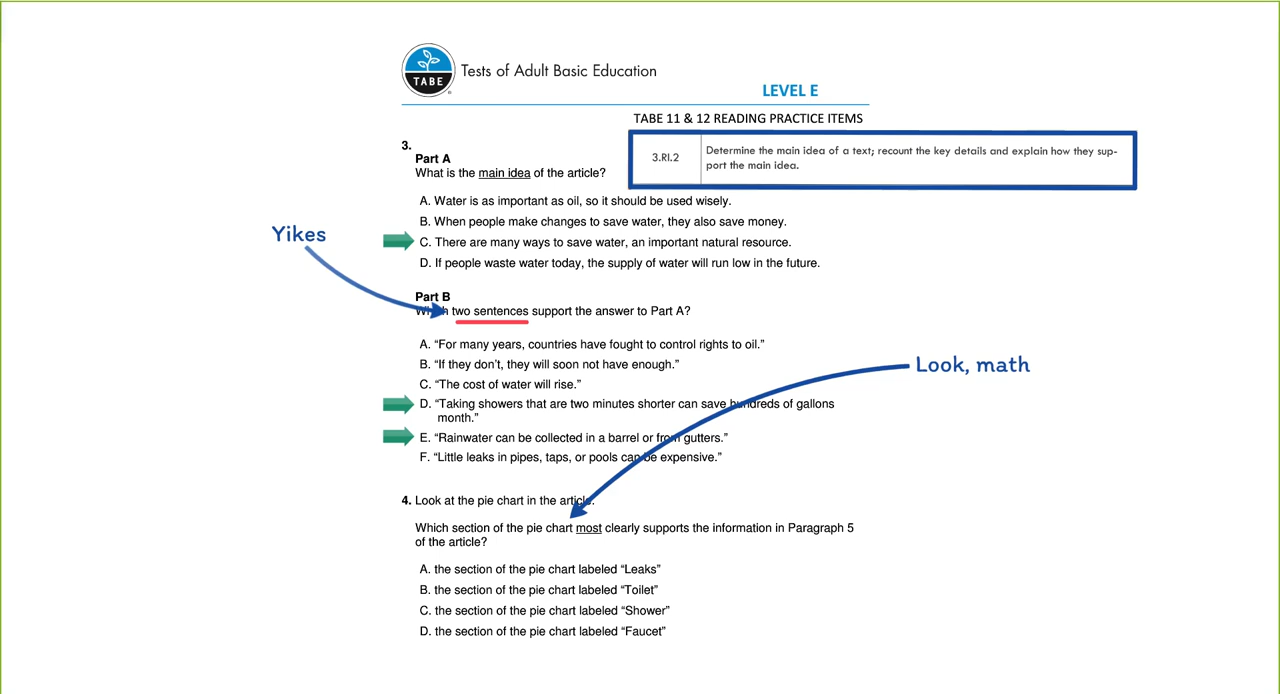 TABE
Tests of Adult Basic Education
LEVEL E
TABE 11 & 12 READING PRACTICE ITEMS
3.RI.2
Determine the main idea of a text; recount the key details and explain how they sup-
port the main idea.
3.
Part A
What is the main idea of the article?
A. Water is as important as oil, so it should be used wisely.
B. When people make changes to save water, they also save money.
C. There are many ways to save water, an important natural resource.
D. If people waste water today, the supply of water will run low in the future.
Yikes
Part B
Which two sentences support the answer to Part A?
A. “For many years, countries have fought to control rights to oil.”
B. “If they don’t, they will soon not have enough.”
C. “The cost of water will rise.”
D. “Taking showers that are two minutes shorter can save hundreds of gallons
month.”
E. “Rainwater can be collected in a barrel or from gutters.”
F. “Little leaks in pipes, taps, or pools can be expensive.”
Look, math
4. Look at the pie chart in the article.
Which section of the pie chart most clearly supports the information in Paragraph 5
of the article?
A. the section of the pie chart labeled “Leaks”
B. the section of the pie chart labeled “Toilet”
C. the section of the pie chart labeled “Shower”
D. the section of the pie chart labeled “Faucet”